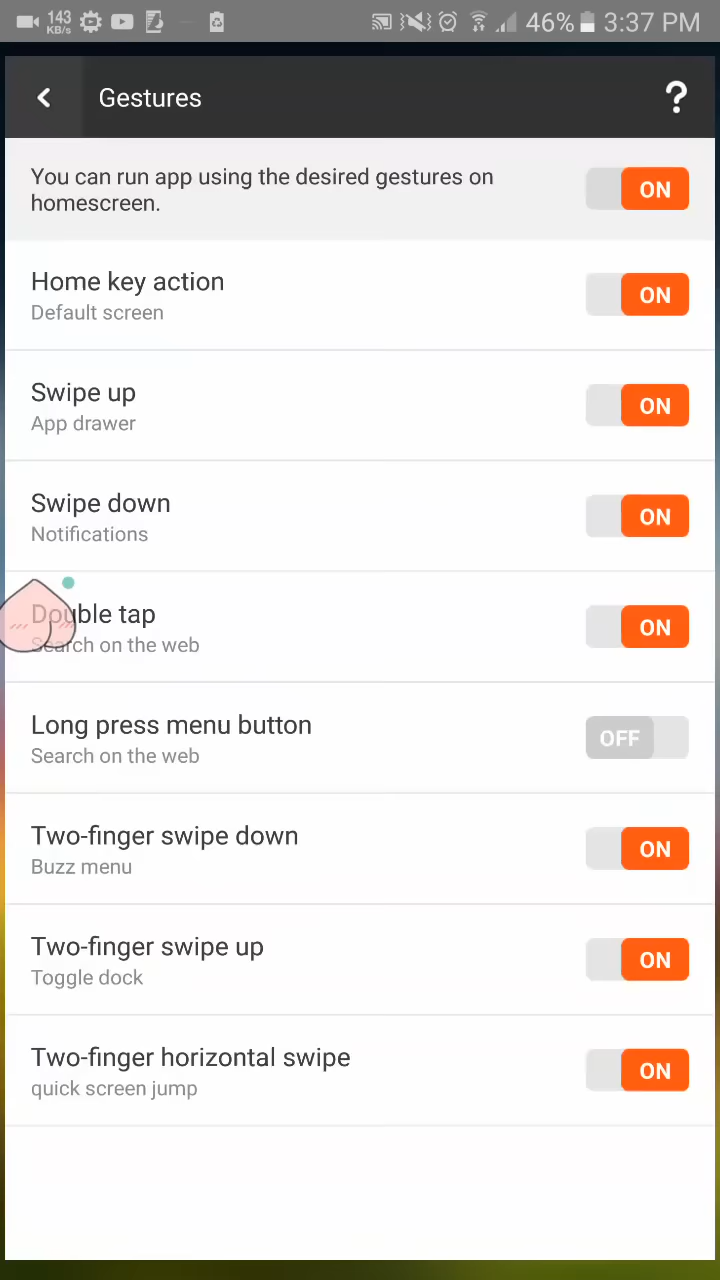 143
KB/s
46%
3:37 PM
Gestures
?
You can run app using the desired gestures on
homescreen.
ON
Home key action
Default screen
ON
Swipe up
App drawer
ON
Swipe down
Notifications
ON
Double tap
Search on the web
ON
Long press menu button
Search on the web
OFF
Two-finger swipe down
Buzz menu
ON
Two-finger swipe up
Toggle dock
ON
Two-finger horizontal swipe
quick screen jump
ON